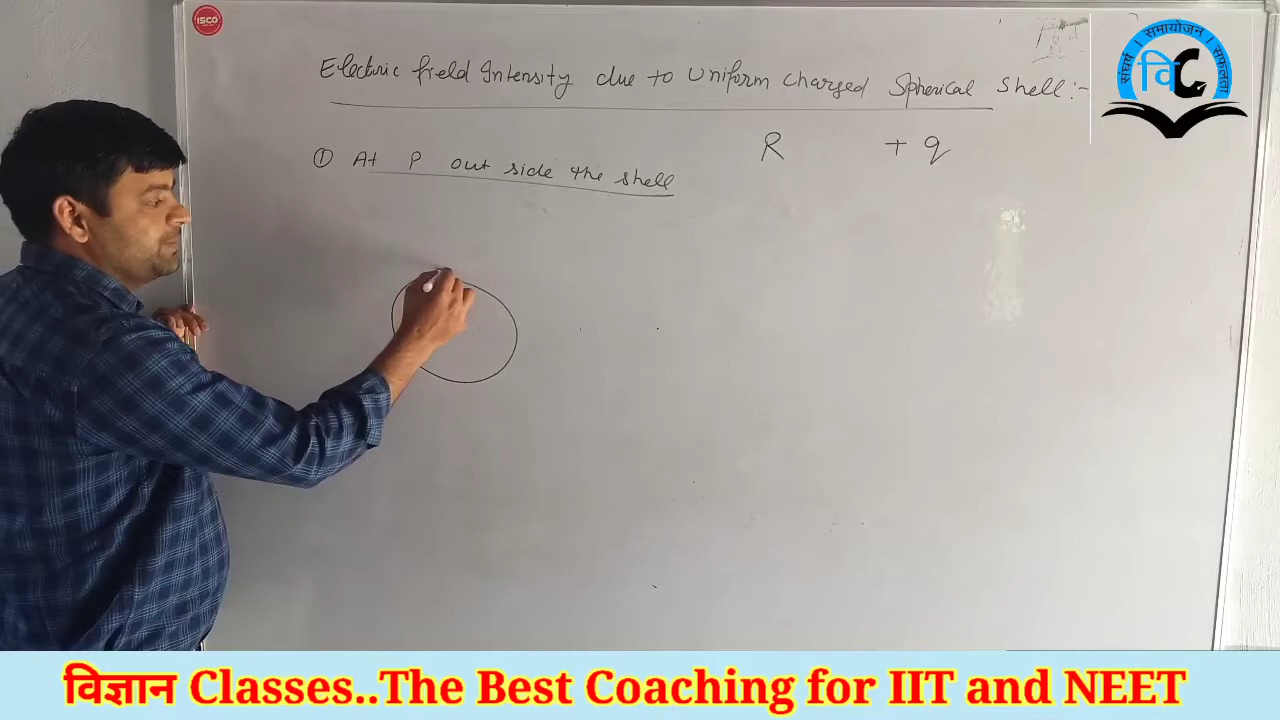 ISCO
संघर्ष । समायोजन । सफलता
वि C
Electric field Intensity due to Uniform charged Spherical Shell :-
R + q
① At P out side the shell
विज्ञान Classes..The Best Coaching for IIT and NEET